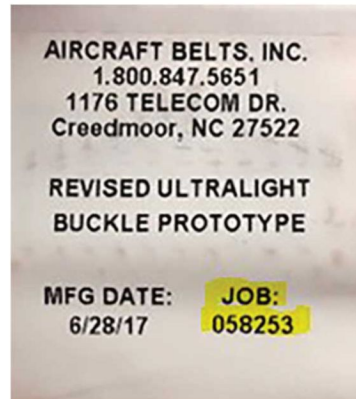 AIRCRAFT BELTS, INC.
1.800.847.5651
1176 TELECOM DR.
Creedmoor, NC 27522
REVISED ULTRALIGHT
BUCKLE PROTOTYPE
MFG DATE: JOB:
6/28/17 058253